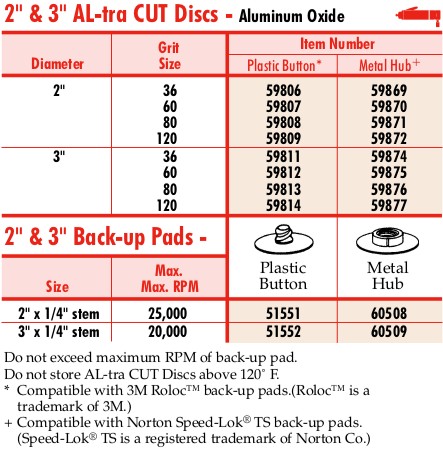 2" & 3" AL-tra CUT Discs - Aluminum Oxide
Diameter Grit Size Item Number
Plastic Button* Metal Hub+
2" 36 59806 59869
60 59807 59870
80 59808 59871
120 59809 59872
3" 36 59811 59874
60 59812 59875
80 59813 59876
120 59814 59877
2" & 3" Back-up Pads -
Size Max. Max. RPM Plastic Button Metal Hub
2" x 1/4" stem 25,000 51551 60508
3" x 1/4" stem 20,000 51552 60509
Do not exceed maximum RPM of back-up pad.
Do not store AL-tra CUT Discs above 120˚ F.
* Compatible with 3M Roloc™ back-up pads.(Roloc™ is a
trademark of 3M.)
+ Compatible with Norton Speed-Lok® TS back-up pads.
(Speed-Lok® TS is a registered trademark of Norton Co.)